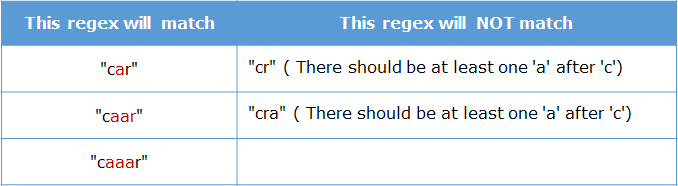 This regex will match This regex will NOT match
"car" "cr" ( There should be at least one 'a' after 'c')
"caar" "cra" ( There should be at least one 'a' after 'c')
"caaar"